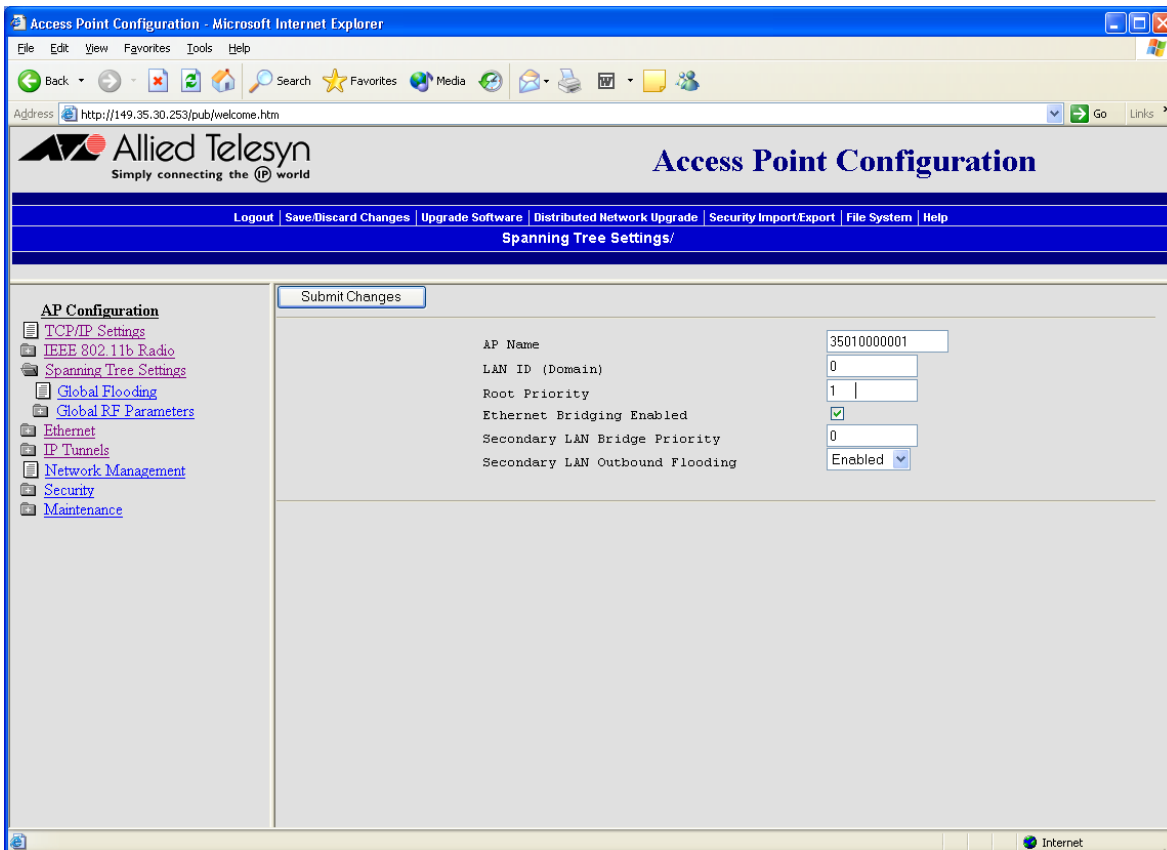 Access Point Configuration - Microsoft Internet Explorer
File Edit View Favorites Tools Help
Back Search Favorites Media
Address http://149.35.30.253/pub/welcome.htm Go Links
Allied Telesyn
Simply connecting the IP world
Access Point Configuration
Logout | Save/Discard Changes | Upgrade Software | Distributed Network Upgrade | Security Import/Export | File System | Help
Spanning Tree Settings/
AP Configuration
TCP/IP Settings
IEEE 802.11b Radio
Spanning Tree Settings
Global Flooding
Global RF Parameters
Ethernet
IP Tunnels
Network Management
Security
Maintenance
Submit Changes
AP Name 35010000001
LAN ID (Domain) 0
Root Priority 1
Ethernet Bridging Enabled
Secondary LAN Bridge Priority 0
Secondary LAN Outbound Flooding Enabled
Internet